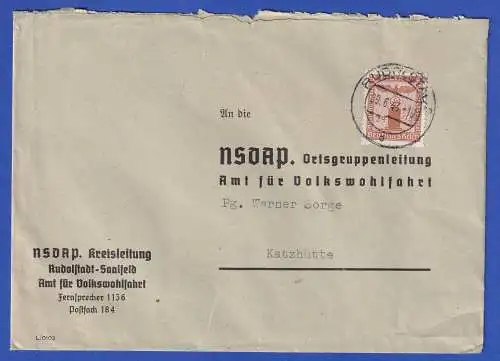 RUDOLSTADT
An die
NSDAP. Ortsgruppenleitung
Amt für Volkswohlfahrt
Pg. Werner Sorge
Katzhütte
NSDAP. Kreisleitung
Rudolstadt-Saalfeld
Amt für Volkswohlfahrt
Fernsprecher 1136
Postfach 184